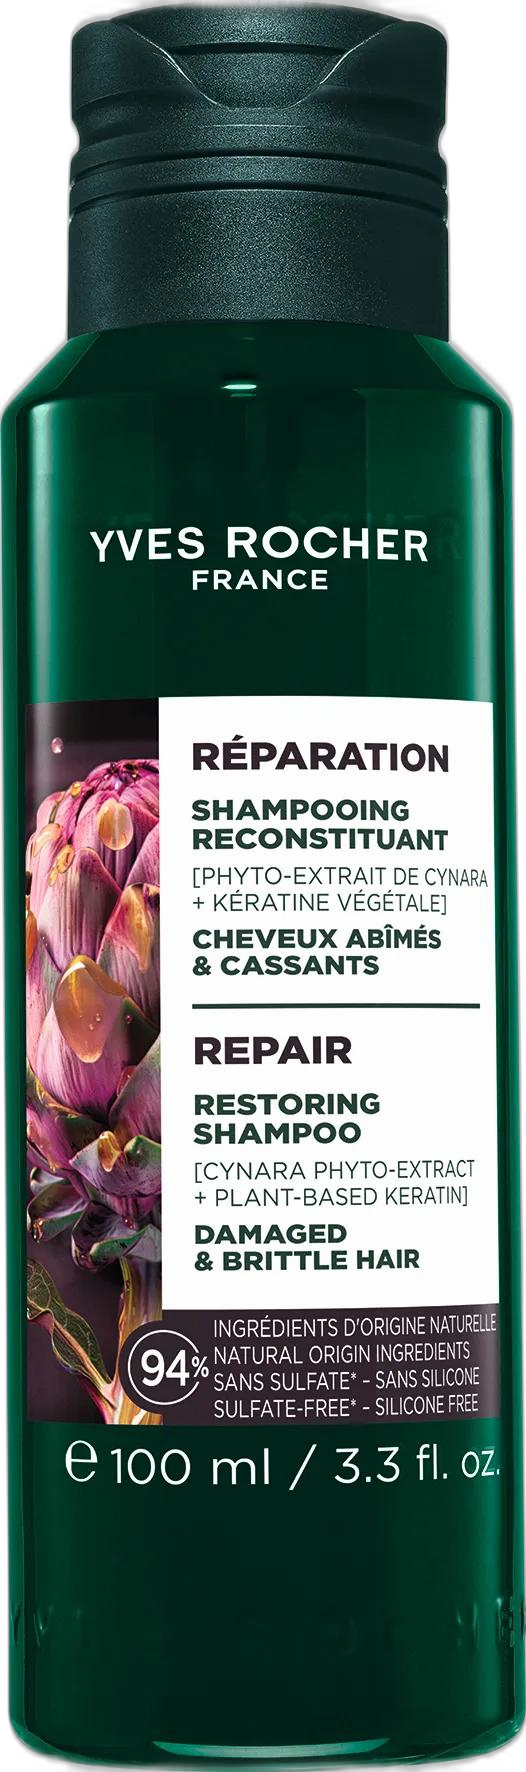 YVES ROCHER
FRANCE
RÉPARATION
SHAMPOOING
RECONSTITUANT
[PHYTO-EXTRAIT DE CYNARA
+ KÉRATINE VÉGÉTALE]
CHEVEUX ABÎMÉS
& CASSANTS
REPAIR
RESTORING
SHAMPOO
[CYNARA PHYTO-EXTRACT
+ PLANT-BASED KERATIN]
DAMAGED
& BRITTLE HAIR
94%
INGRÉDIENTS D'ORIGINE NATURELLE
NATURAL ORIGIN INGREDIENTS
SANS SULFATE* - SANS SILICONE
SULFATE-FREE* - SILICONE FREE
℮ 100 ml / 3.3 fl. oz.